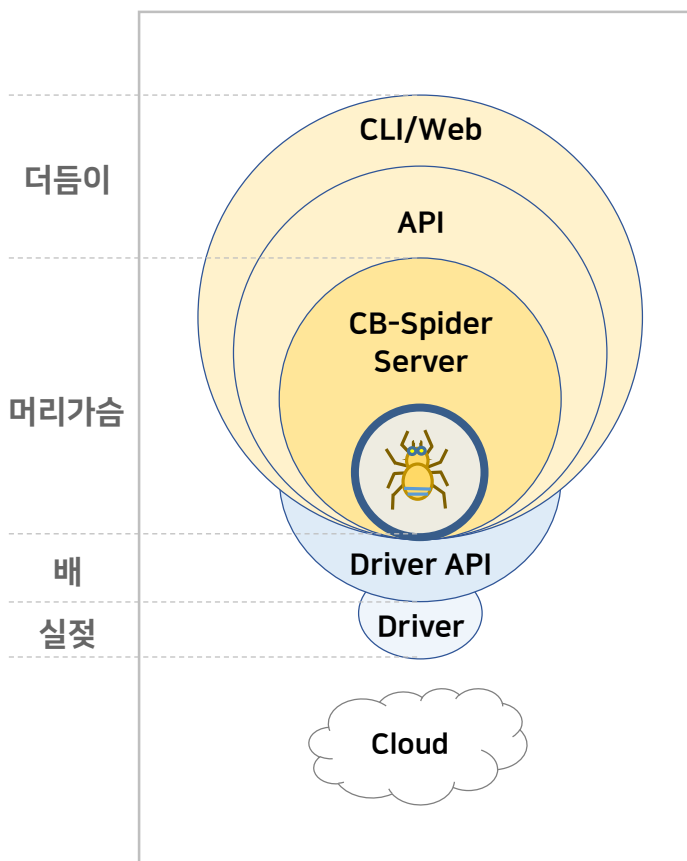 CLI/Web
더듬이
API
CB-Spider
Server
머리가슴
배
Driver API
실젖
Driver
Cloud